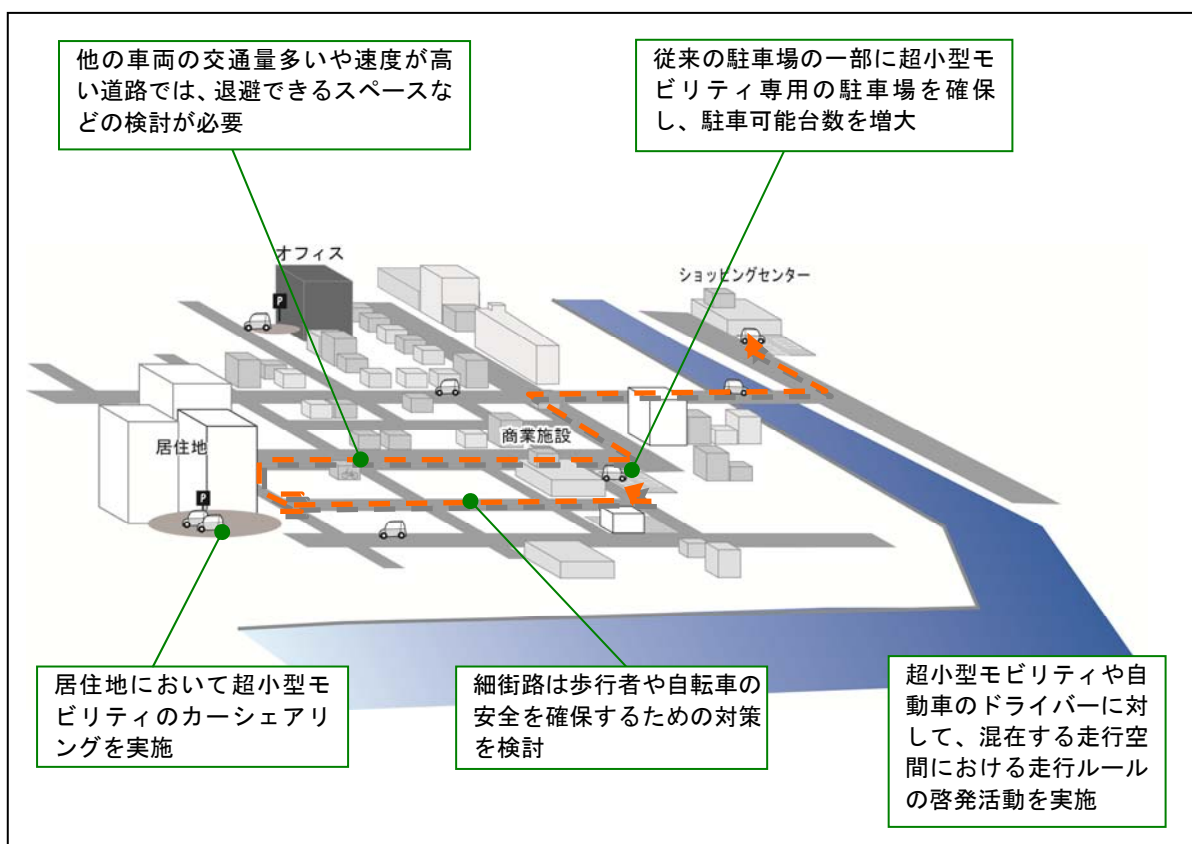 他の車両の交通量多いや速度が高
い道路では、退避できるスペースな
どの検討が必要
従来の駐車場の一部に超小型モ
ビリティ専用の駐車場を確保
し、駐車可能台数を増大
オフィス
P
ショッピングセンター
居住地
商業施設
P
居住地において超小型モ
ビリティのカーシェアリ
ングを実施
細街路は歩行者や自転車の
安全を確保するための対策
を検討
超小型モビリティや自
動車のドライバーに対
して、混在する走行空
間における走行ルール
の啓発活動を実施